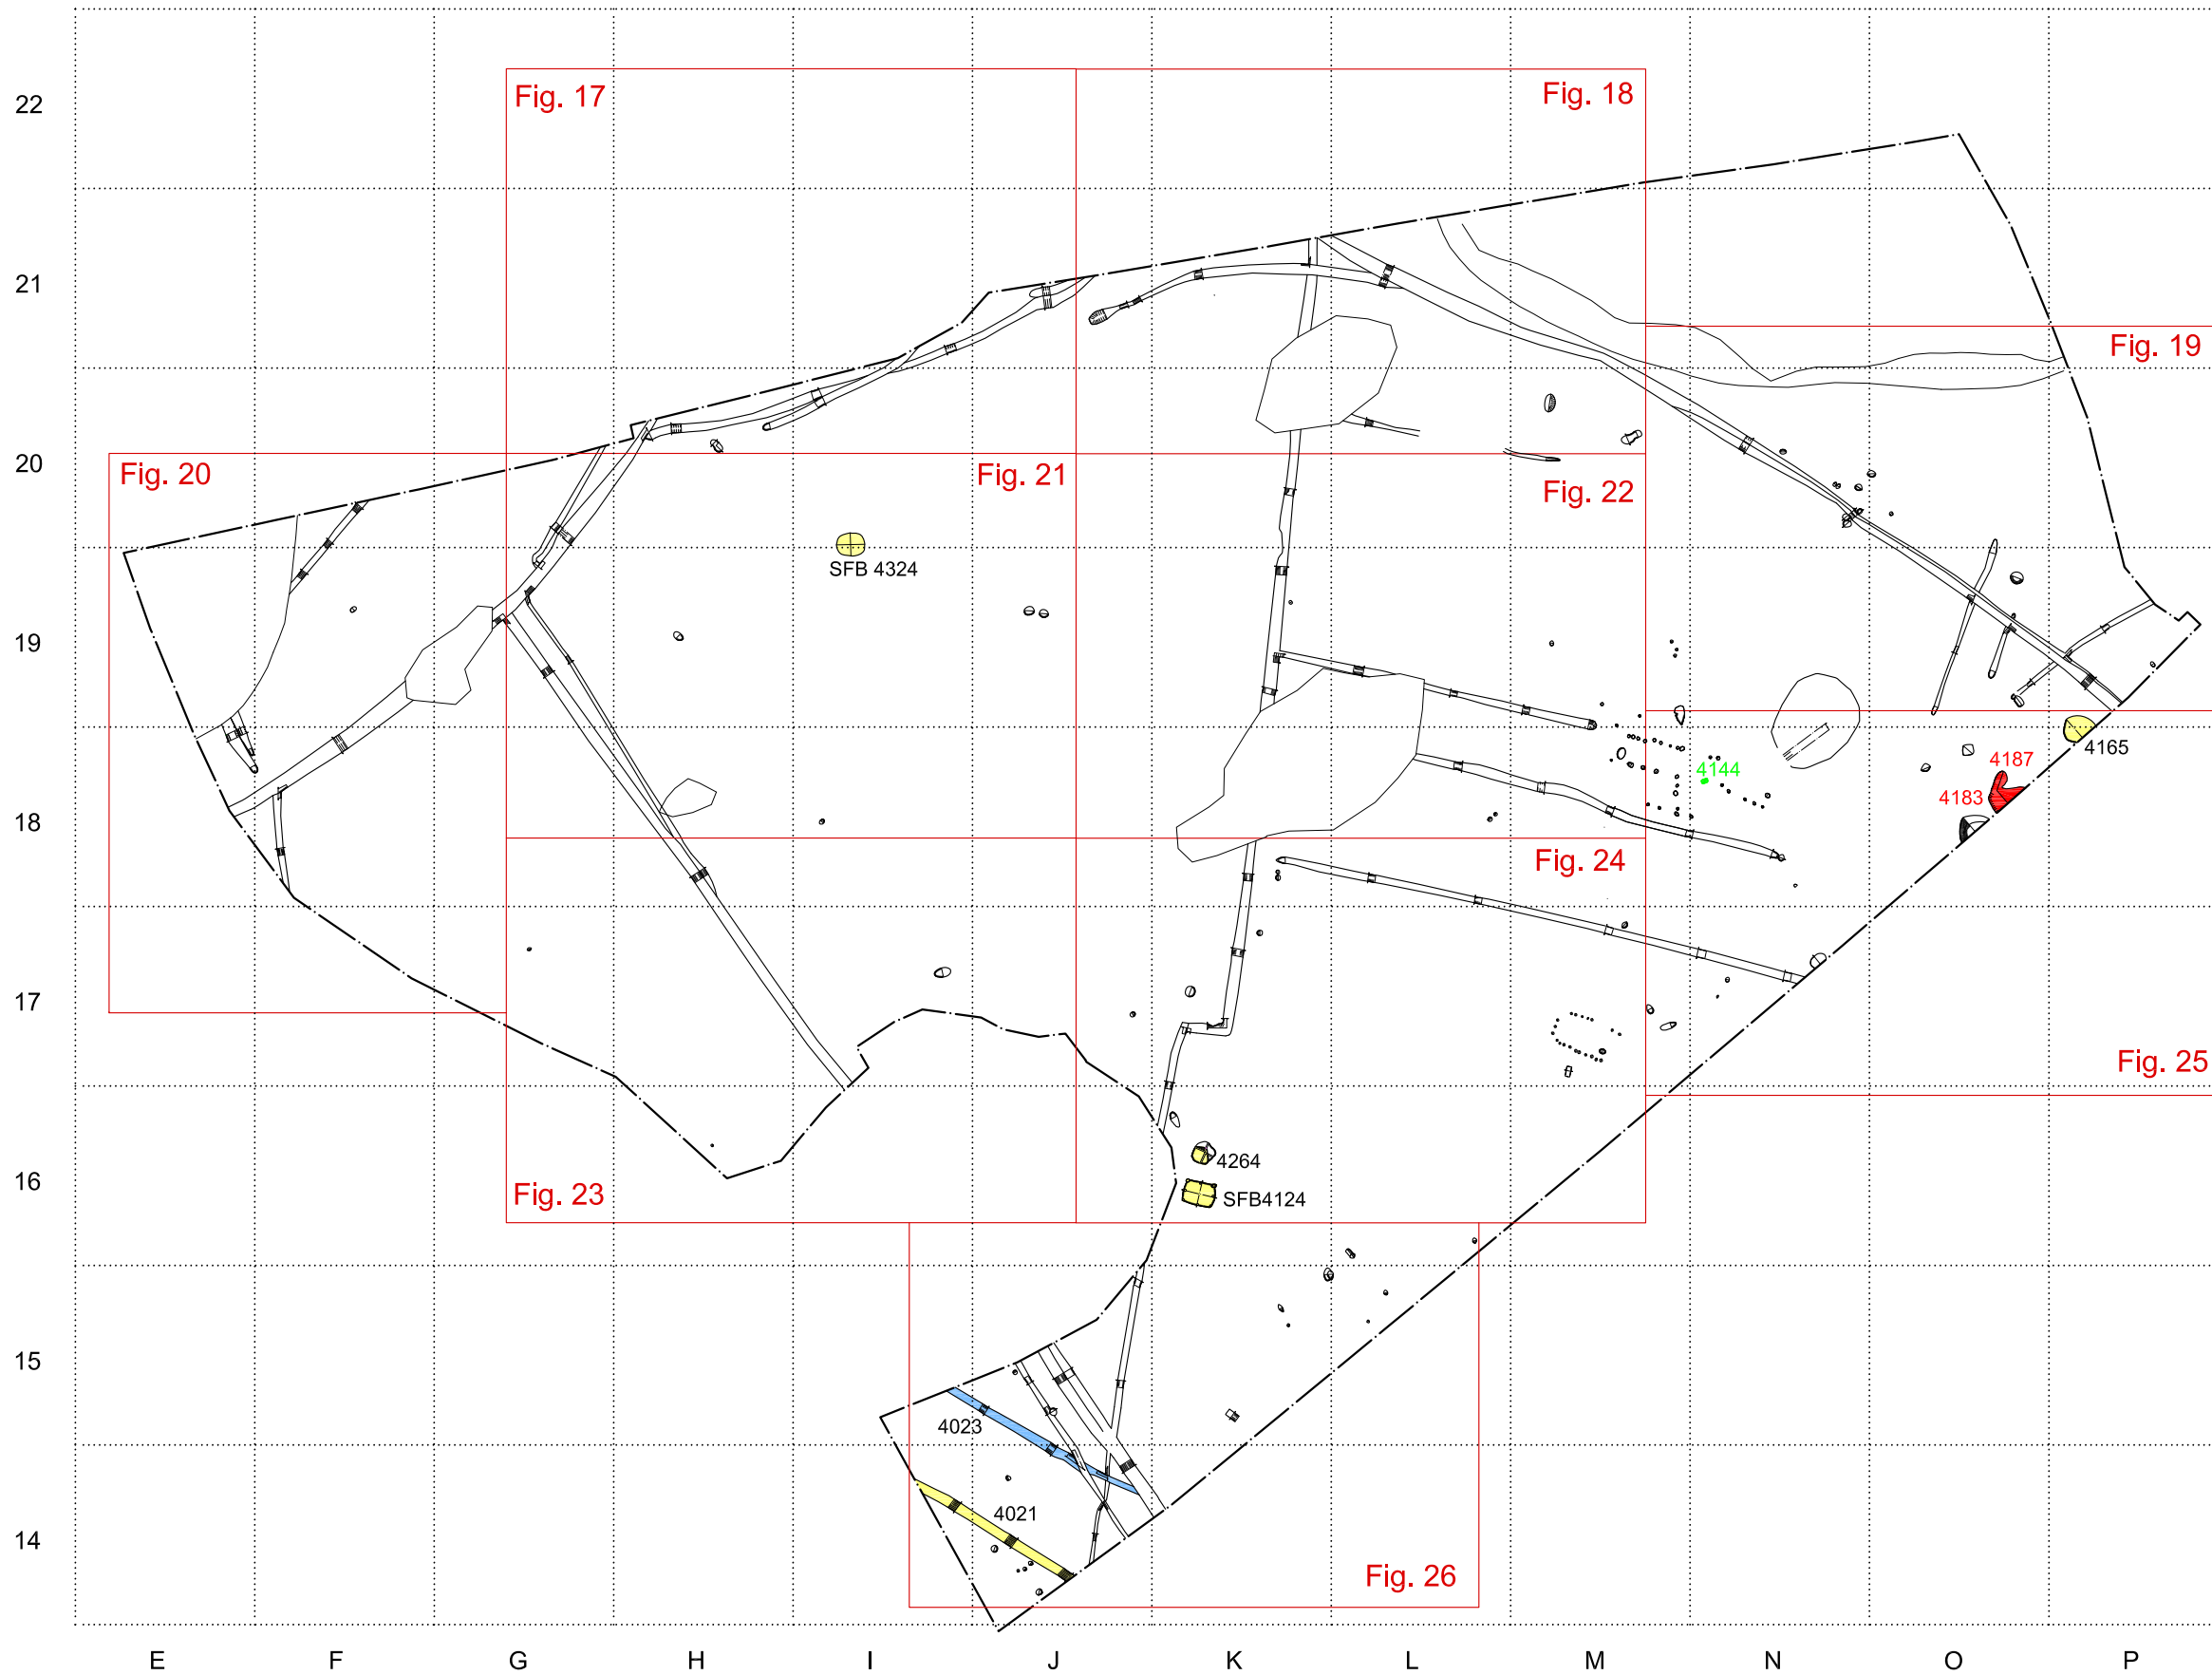 22
Fig. 17
Fig. 18
21
Fig. 19
20
Fig. 20
Fig. 21
Fig. 22
SFB 4324
19
4165
4187
4144
4183
18
Fig. 24
17
Fig. 25
4264
16
Fig. 23
SFB4124
15
4023
4021
14
Fig. 26
E F G H I J K L M N O P